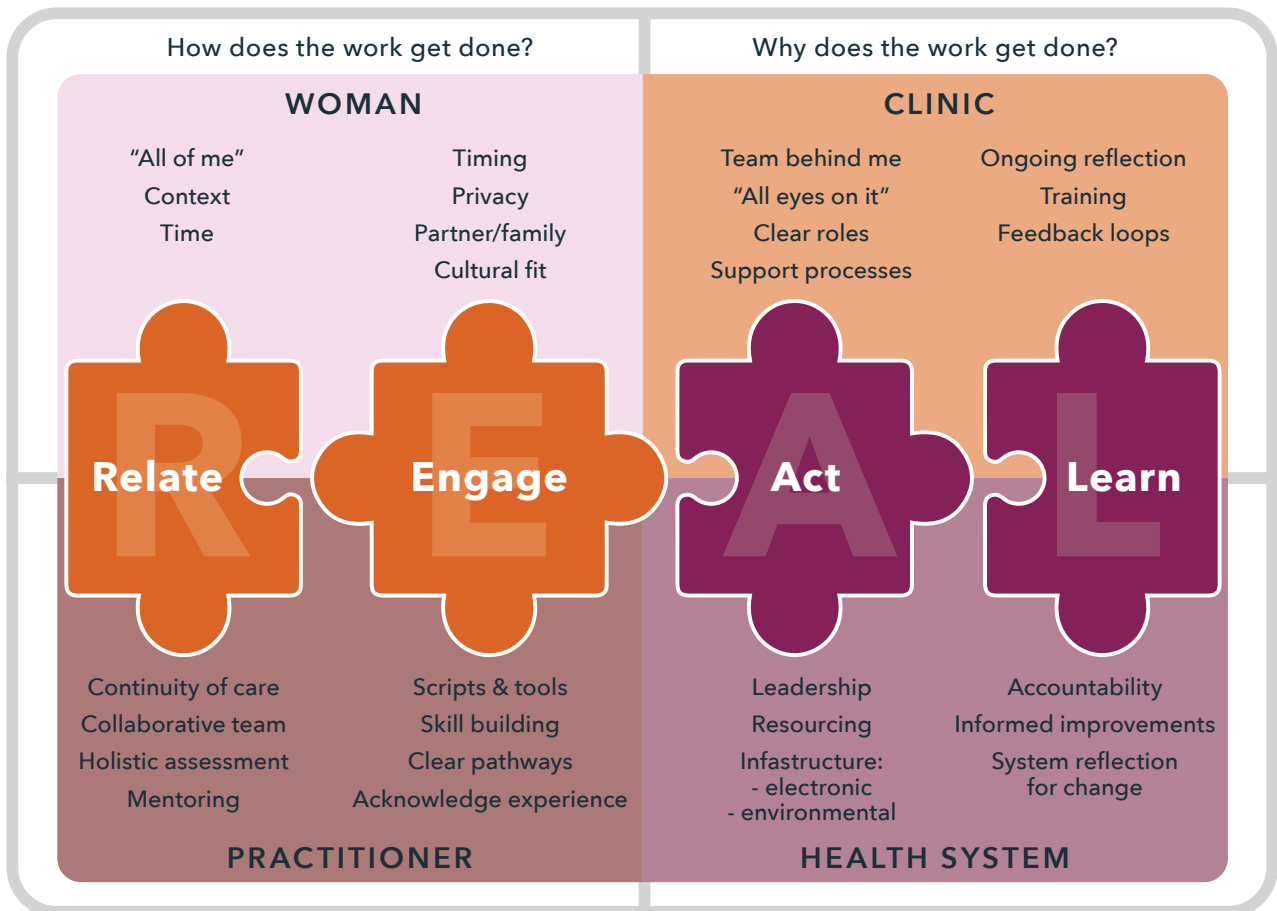 How does the work get done?
Why does the work get done?
WOMAN
"All of me"
Context
Time
Timing
Privacy
Partner/family
Cultural fit
CLINIC
Team behind me
"All eyes on it"
Clear roles
Support processes
Ongoing reflection
Training
Feedback loops
R
Relate
E
Engage
A
Act
L
Learn
Continuity of care
Collaborative team
Holistic assessment
Mentoring
Scripts & tools
Skill building
Clear pathways
Acknowledge experience
PRACTITIONER
Leadership
Resourcing
Infastructure:
- electronic
- environmental
Accountability
Informed improvements
System reflection
for change
HEALTH SYSTEM